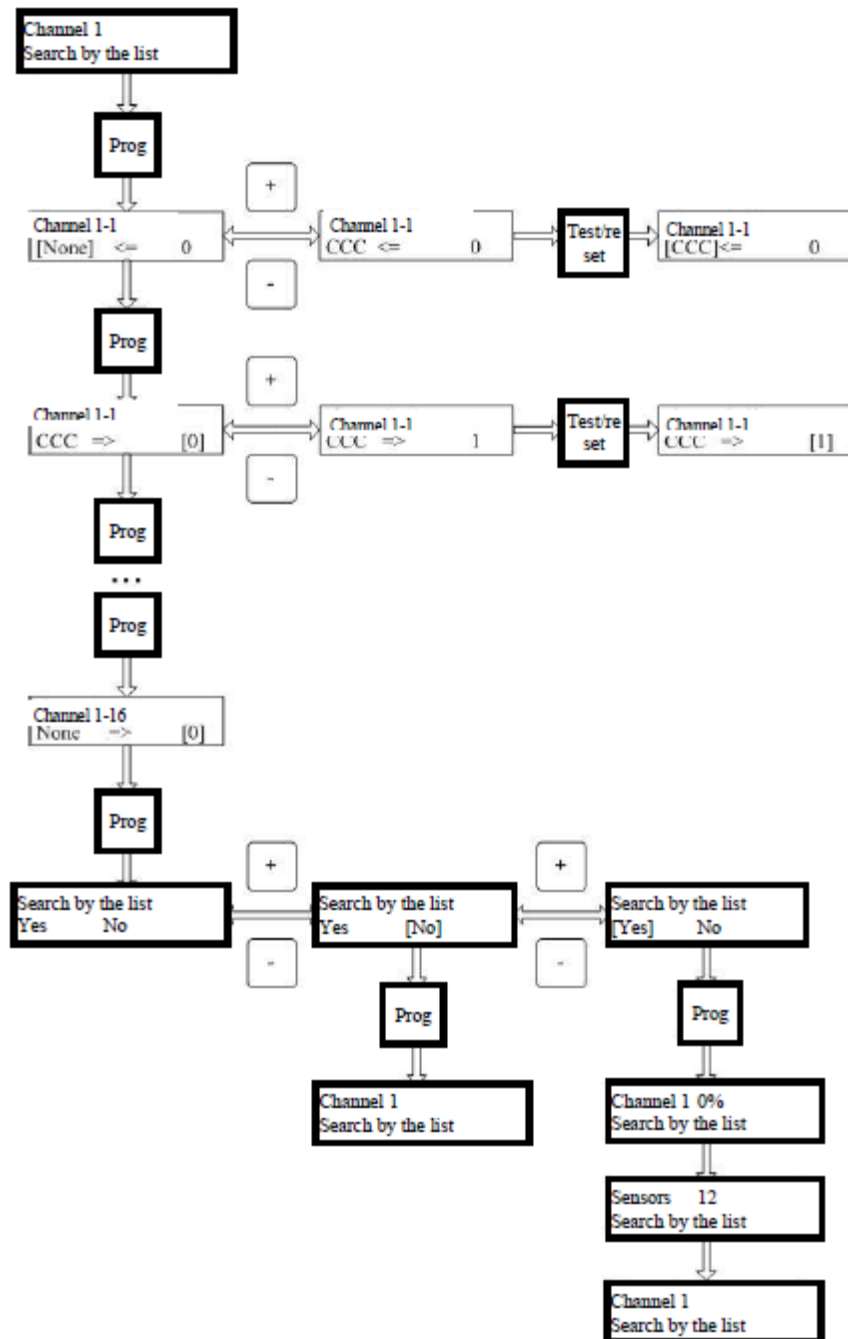 Channel 1
Search by the list
Prog
+
Channel 1-1
[None] <= 0
Channel 1-1
CCC <= 0
Test/re
set
Channel 1-1
[CCC]<= 0
-
Prog
+
Channel 1-1
CCC => [0]
Channel 1-1
CCC => 1
Test/re
set
Channel 1-1
CCC => [1]
-
Prog
...
Prog
Channel 1-16
None => [0]
Prog
+
+
Search by the list
Yes No
Search by the list
Yes [No]
Search by the list
[Yes] No
-
-
Prog
Prog
Channel 1
Search by the list
Channel 1 0%
Search by the list
Sensors 12
Search by the list
Channel 1
Search by the list